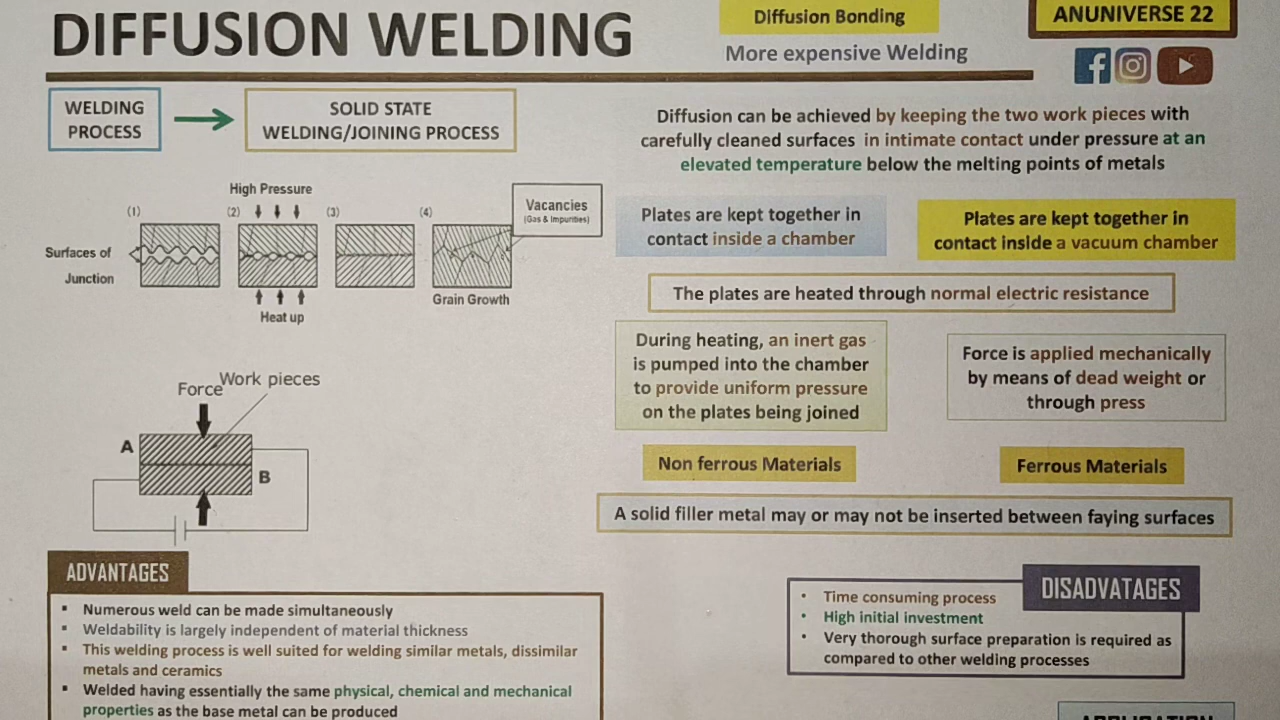 DIFFUSION WELDING
Diffusion Bonding
More expensive Welding
ANUNIVERSE 22
WELDING
PROCESS
SOLID STATE
WELDING/JOINING PROCESS
Diffusion can be achieved by keeping the two work pieces with
carefully cleaned surfaces in intimate contact under pressure at an
elevated temperature below the melting points of metals
High Pressure
(1)
(2)
(3)
(4)
Vacancies
(Gas & Impurities)
Surfaces of
Junction
Heat up
Grain Growth
Plates are kept together in
contact inside a chamber
Plates are kept together in
contact inside a vacuum chamber
The plates are heated through normal electric resistance
During heating, an inert gas
is pumped into the chamber
to provide uniform pressure
on the plates being joined
Force is applied mechanically
by means of dead weight or
through press
Non ferrous Materials
Ferrous Materials
A solid filler metal may or may not be inserted between faying surfaces
Force
Work pieces
A
B
ADVANTAGES
▪ Numerous weld can be made simultaneously
▪ Weldability is largely independent of material thickness
▪ This welding process is well suited for welding similar metals, dissimilar
metals and ceramics
▪ Welded having essentially the same physical, chemical and mechanical
properties as the base metal can be produced
DISADVATAGES
• Time consuming process
• High initial investment
• Very thorough surface preparation is required as
compared to other welding processes
APPLICATION